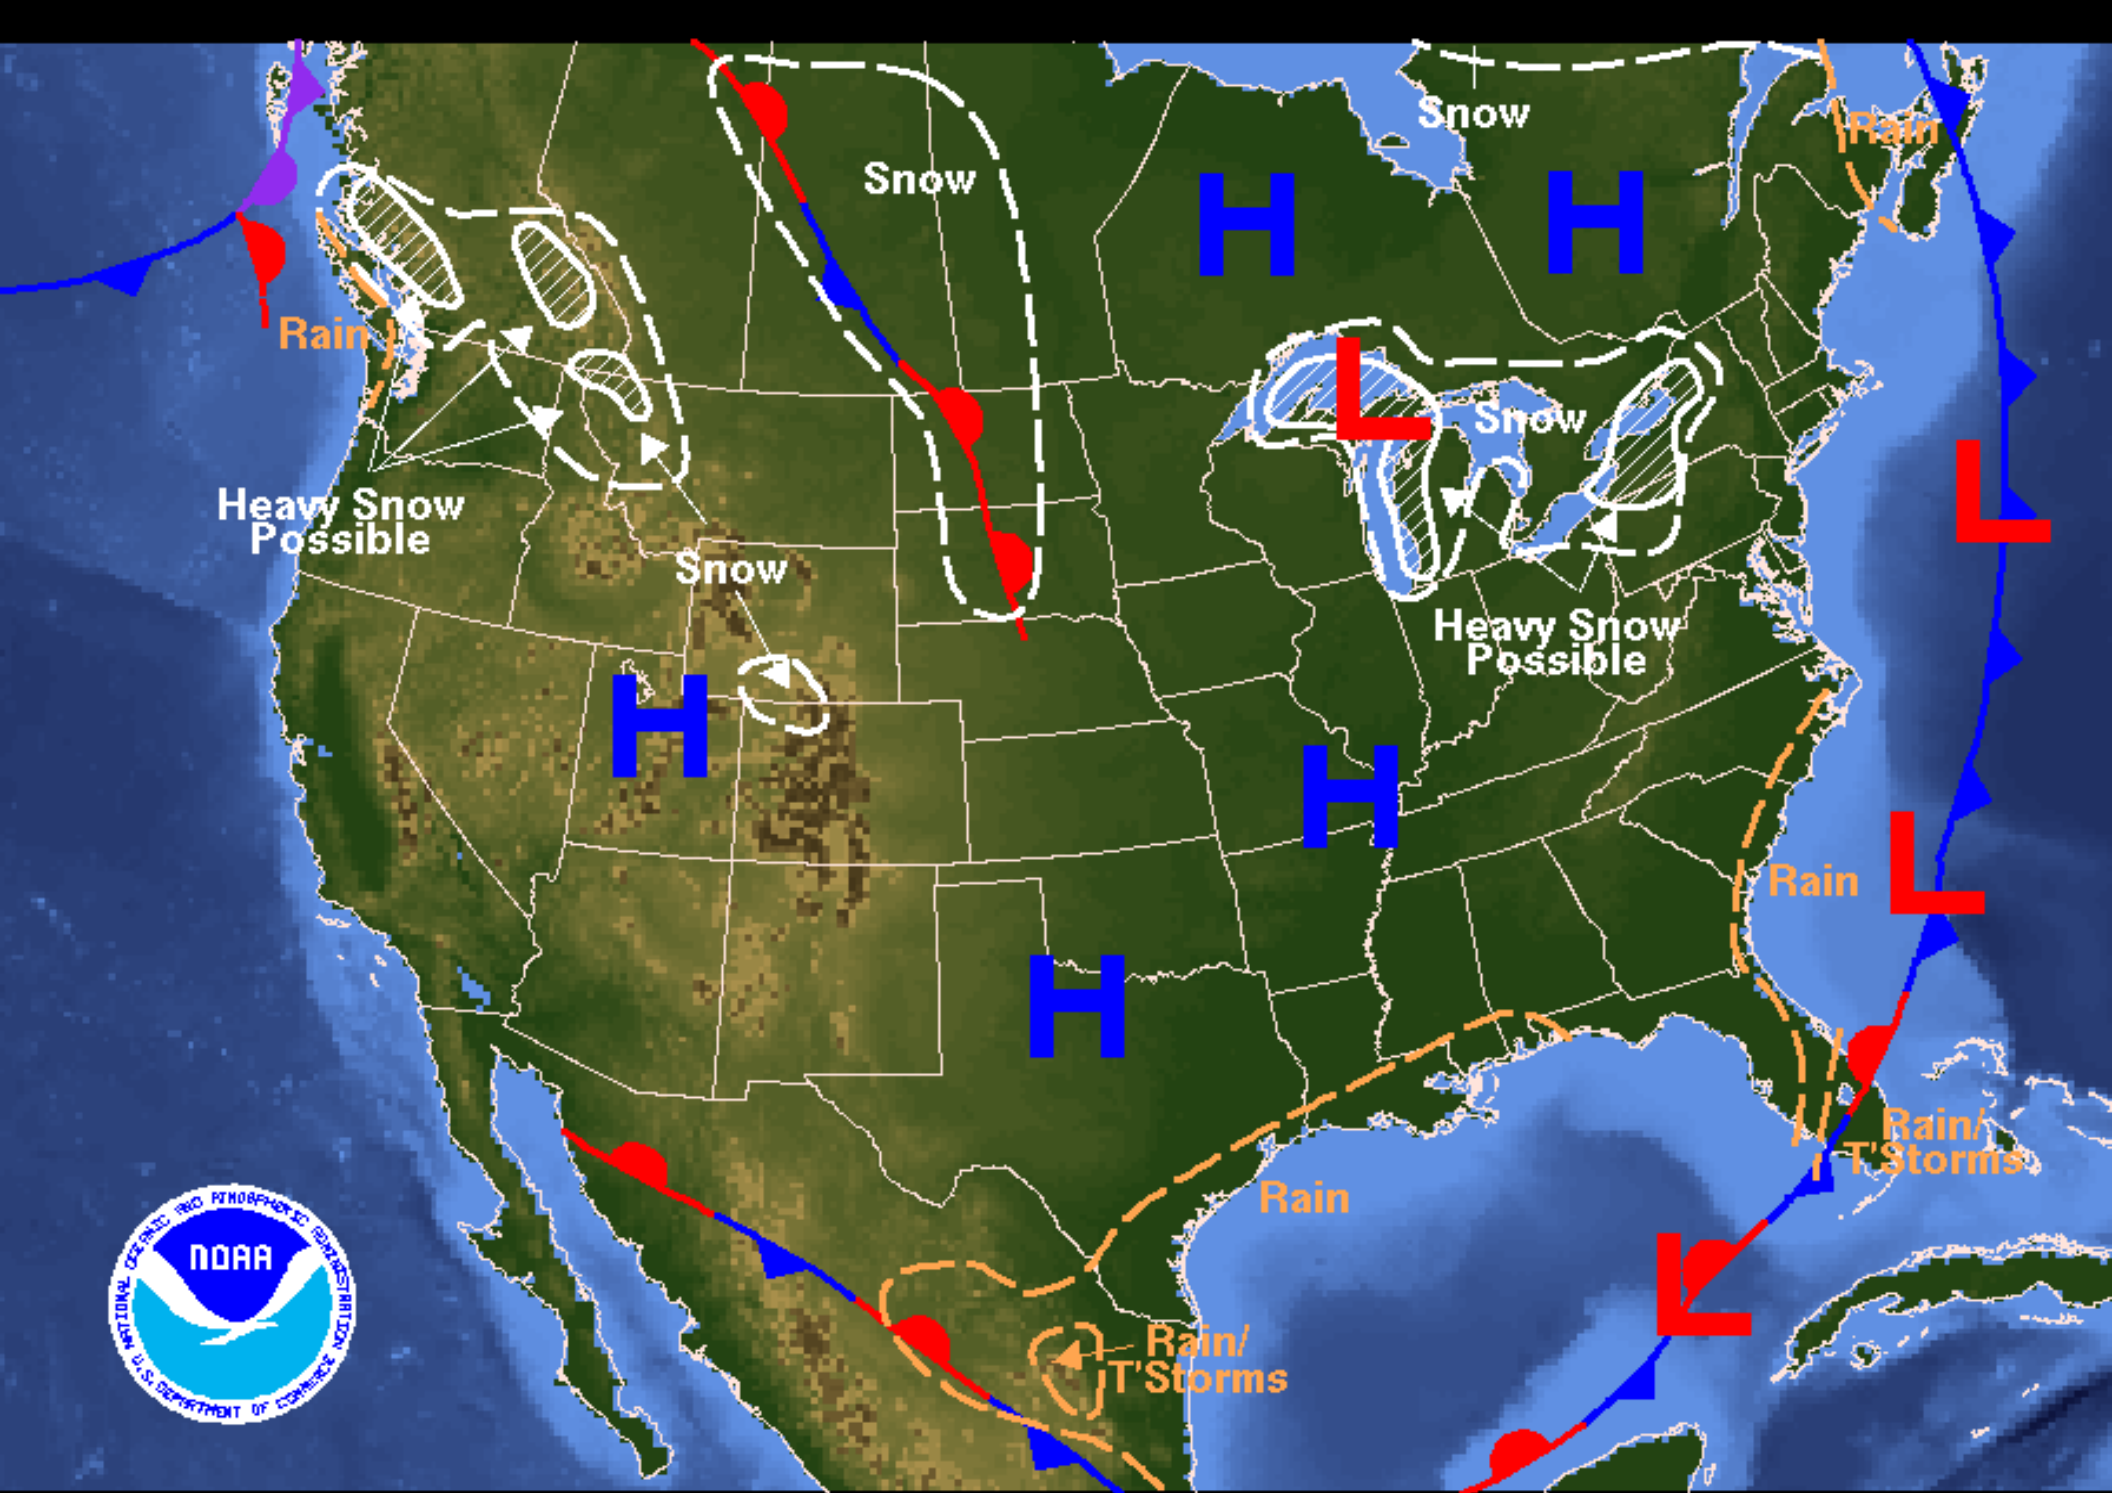 Snow
Rain
Snow
H
H
Rain
L
Snow
L
Heavy Snow
Possible
Snow
Heavy Snow
Possible
H
H
L
Rain
H
Rain/
T'Storms
Rain
L
Rain/
T'Storms
NATIONAL OCEANIC AND ATMOSPHERIC ADMINISTRATION
NOAA
U.S. DEPARTMENT OF COMMERCE